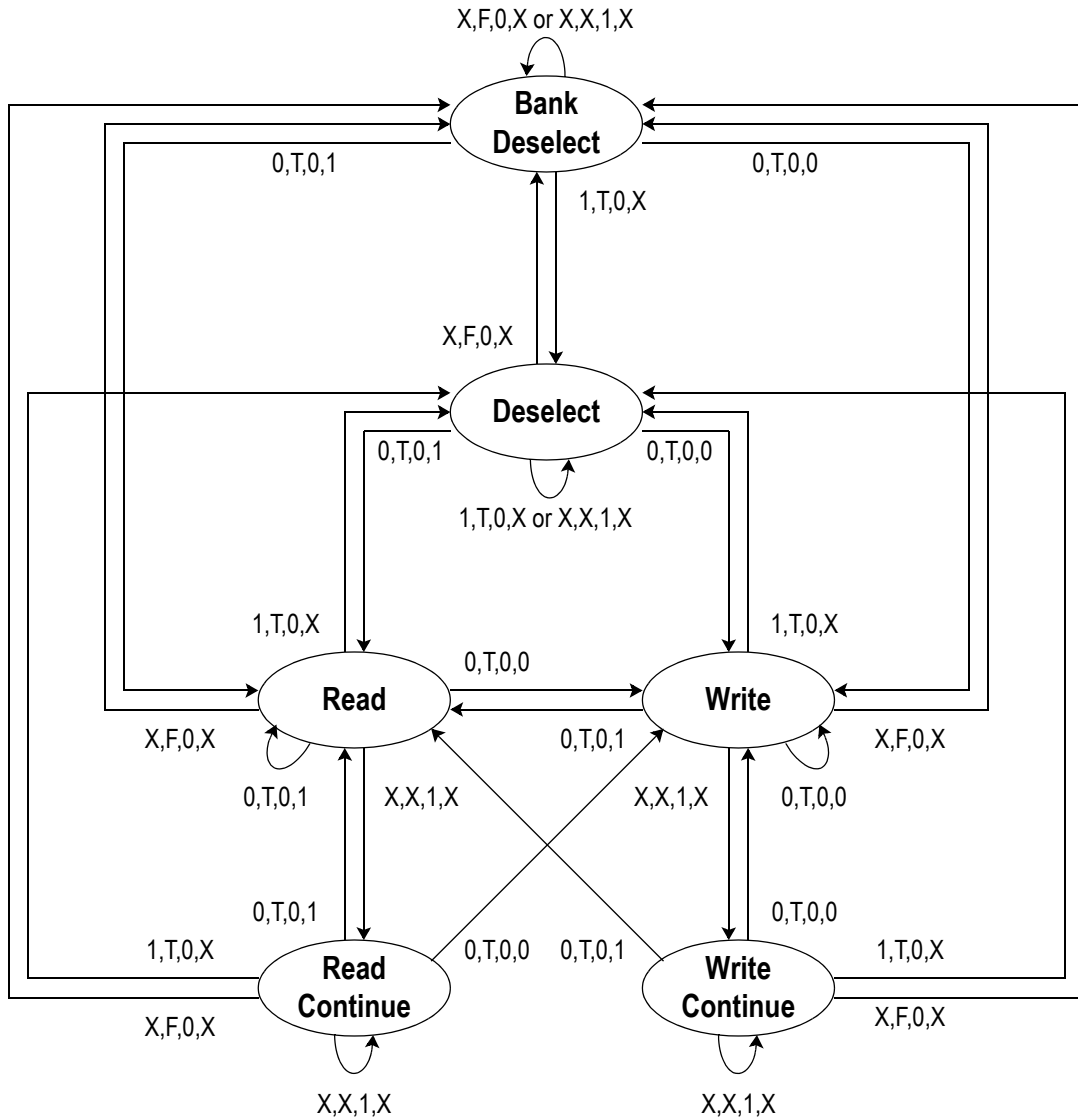 X,F,0,X or X,X,1,X
Bank
Deselect
0,T,0,1
0,T,0,0
1,T,0,X
X,F,0,X
Deselect
0,T,0,1
0,T,0,0
1,T,0,X or X,X,1,X
1,T,0,X
1,T,0,X
0,T,0,0
Read
Write
X,F,0,X
0,T,0,1
X,F,0,X
0,T,0,1
X,X,1,X
X,X,1,X
0,T,0,0
0,T,0,1
0,T,0,0
1,T,0,X
0,T,0,0
0,T,0,1
1,T,0,X
Read
Continue
Write
Continue
X,F,0,X
X,F,0,X
X,X,1,X
X,X,1,X